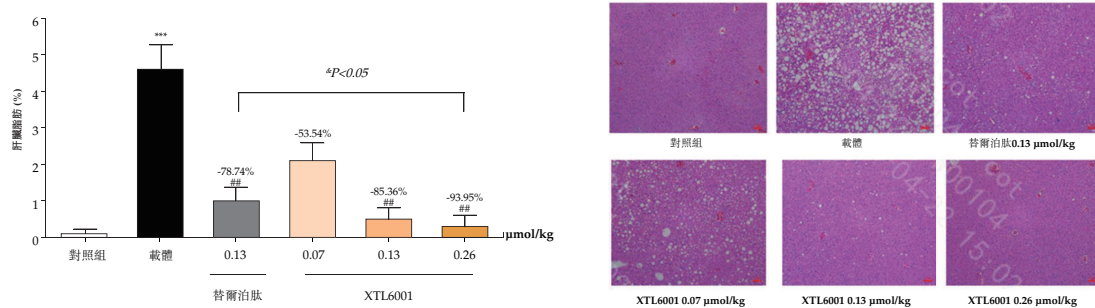 肝臟脂肪 (%)
6
5
4
3
2
1
0
***
&P<0.05
-78.74%
##
-53.54%
-85.36%
##
-93.95%
##
μmol/kg
對照組
載體
0.13
0.07
0.13
0.26
替爾泊肽
XTL6001
對照組
載體
替爾泊肽0.13 μmol/kg
XTL6001 0.07 μmol/kg
XTL6001 0.13 μmol/kg
XTL6001 0.26 μmol/kg